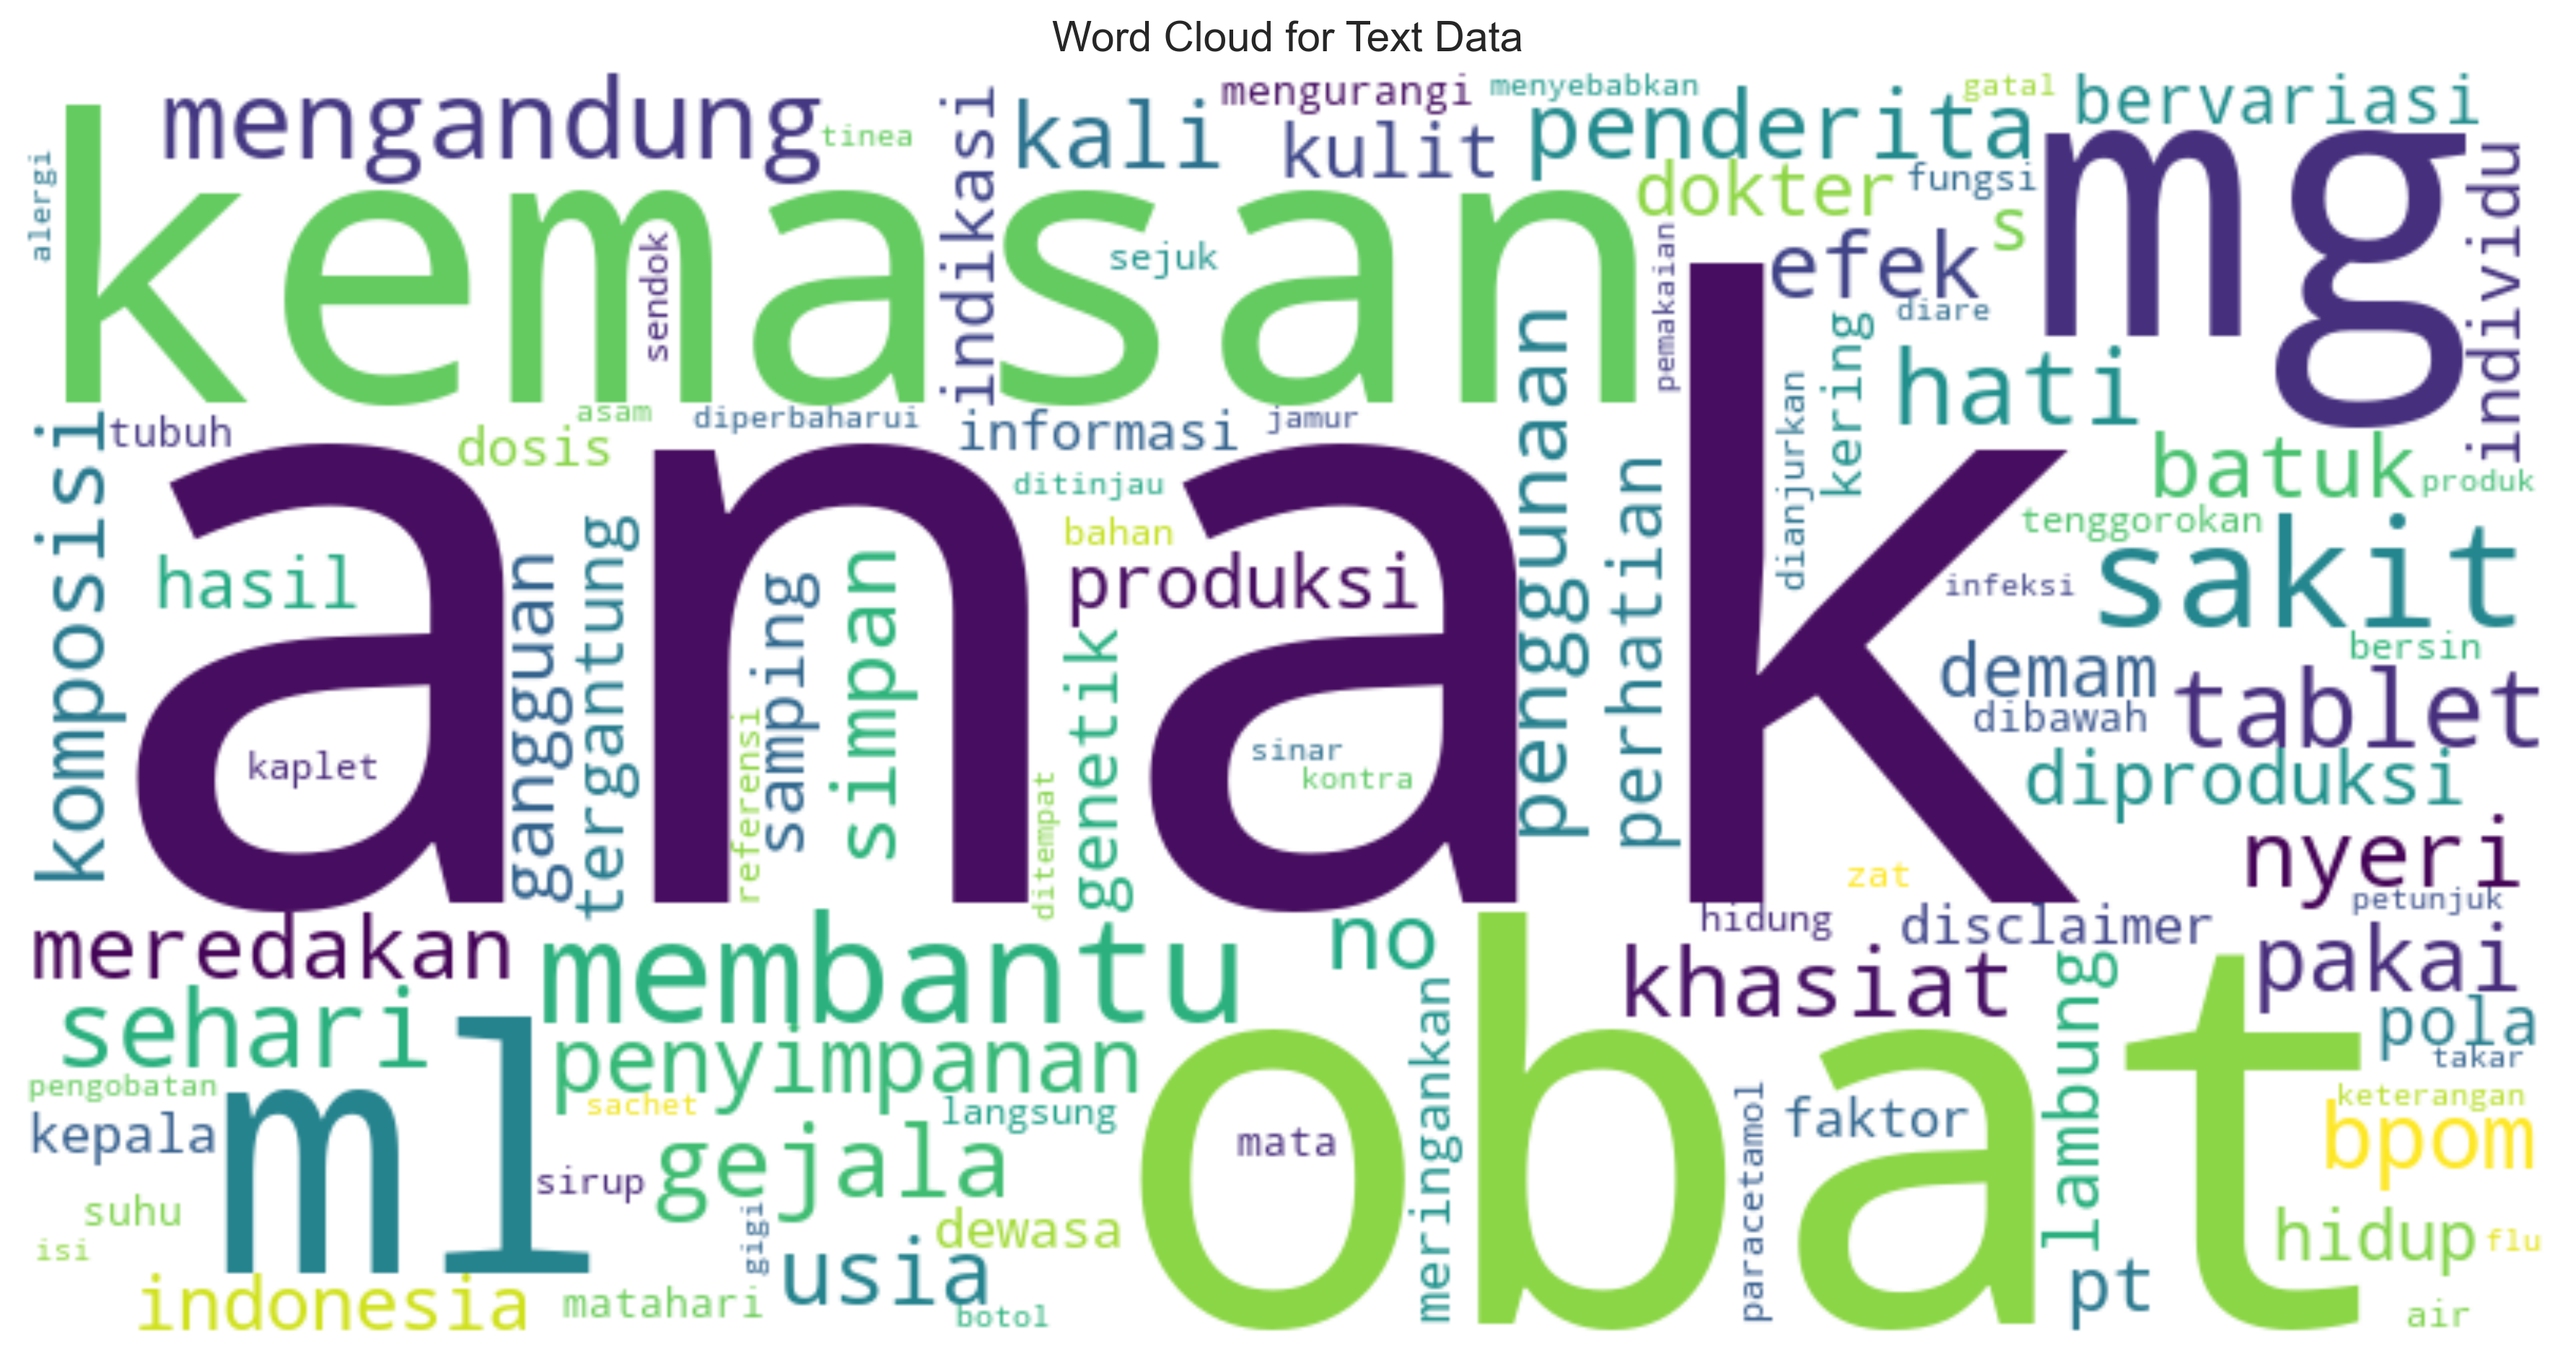 Word Cloud for Text Data
mengandung
tinea
indikasi
kali
mengurangi
menyebabkan
kulit
penderita
gatal
bervariasi
alergi
kemasan
sendok
sejuk
dokter
fungsi
s
mg
individu
pemakaian
efek
diare
kering
hati
tubuh
dosis
asam
diperbaharui
informasi
jamur
penggunaan
perhatian
dianjurkan
batuk
produk
komposisi
anak
hasil
gangguan
tergantung
ditinjau
bahan
produksi
samping
simpan
genetik
tenggorokan
sakit
infeksi
bersin
demam
dibawah
tablet
kaplet
referensi
ditempat
sinar
kontra
diproduksi
zat
nyeri
petunjuk
meredakan
membantu
no
hidung
disclaimer
khasiat
pakai
sehari
penyimpanan
meringankan
obat
lambung
pola
takar
pengobatan
ml
sachet
langsung
keterangan
kepala
gejala
mata
paracetamol
faktor
bpom
sirup
suhu
gigi
dewasa
hidup
flu
isi
usia
pt
indonesia
matahari
botol
air